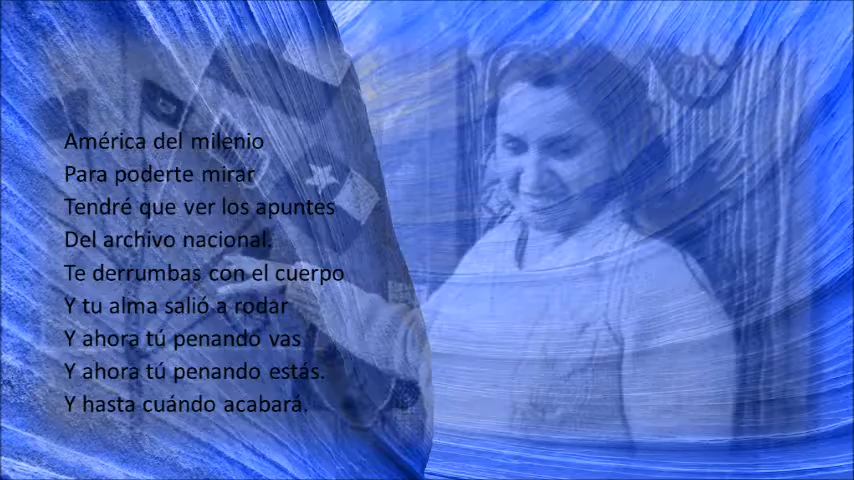 América del milenio
Para poderte mirar
Tendré que ver los apuntes
Del archivo nacional.
Te derrumbas con el cuerpo
Y tu alma salió a rodar
Y ahora tú penando vas
Y ahora tú penando estás.
Y hasta cuándo acabará.